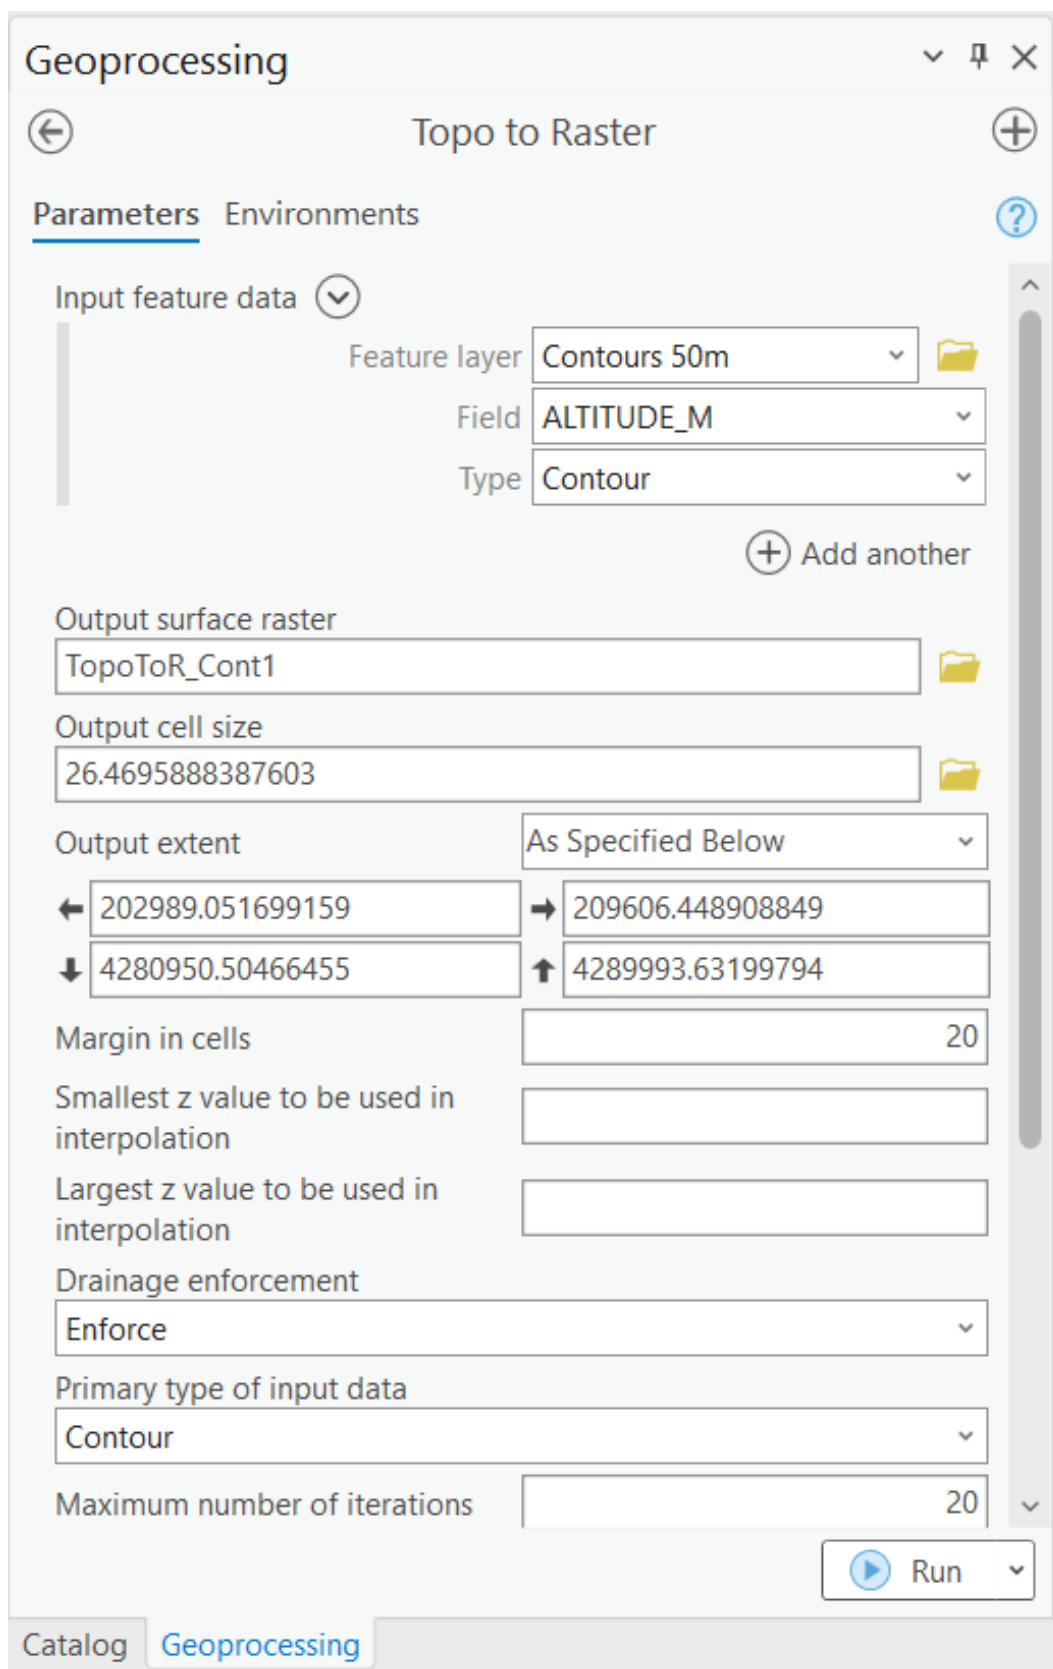 Geoprocessing
Topo to Raster
Parameters Environments
Input feature data
Feature layer Contours 50m
Field ALTITUDE_M
Type Contour
Add another
Output surface raster
TopoToR_Cont1
Output cell size
26.4695888387603
Output extent As Specified Below
202989.051699159 209606.448908849
4280950.50466455 4289993.63199794
Margin in cells 20
Smallest z value to be used in
interpolation
Largest z value to be used in
interpolation
Drainage enforcement
Enforce
Primary type of input data
Contour
Maximum number of iterations 20
Run
Catalog Geoprocessing